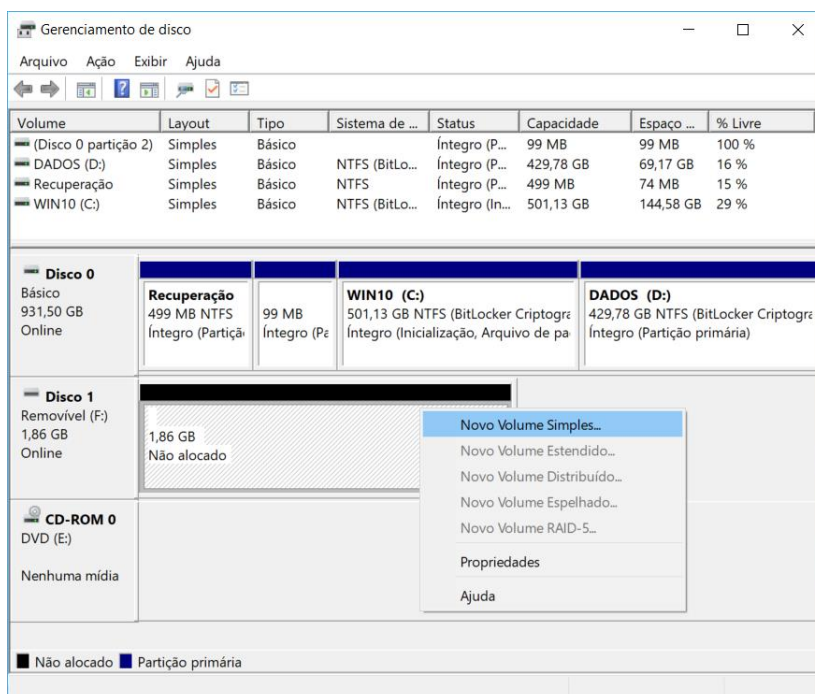 Gerenciamento de disco
Arquivo Ação Exibir Ajuda
Volume Layout Tipo Sistema de ... Status Capacidade Espaço ... % Livre
(Disco 0 partição 2) Simples Básico Íntegro (P... 99 MB 99 MB 100 %
DADOS (D:) Simples Básico NTFS (BitLo... Íntegro (P... 429,78 GB 69,17 GB 16 %
Recuperação Simples Básico NTFS Íntegro (P... 499 MB 74 MB 15 %
WIN10 (C:) Simples Básico NTFS (BitLo... Íntegro (In... 501,13 GB 144,58 GB 29 %
Disco 0
Básico
931,50 GB
Online
Recuperação
499 MB NTFS
Íntegro (Partiçã
99 MB
Íntegro (Pa
WIN10 (C:)
501,13 GB NTFS (BitLocker Criptogra
Íntegro (Inicialização, Arquivo de pa
DADOS (D:)
429,78 GB NTFS (BitLocker Criptogra
Íntegro (Partição primária)
Disco 1
Removível (F:)
1,86 GB
Online
1,86 GB
Não alocado
Novo Volume Simples...
Novo Volume Estendido...
Novo Volume Distribuído...
Novo Volume Espelhado...
Novo Volume RAID-5...
Propriedades
Ajuda
CD-ROM 0
DVD (E:)
Nenhuma mídia
Não alocado Partição primária